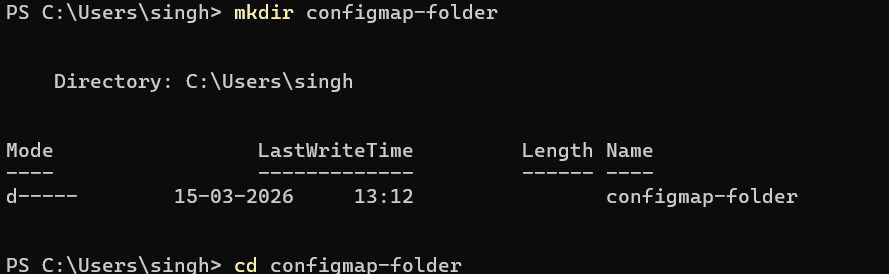 PS C:\Users\singh> mkdir configmap-folder
Directory: C:\Users\singh
Mode LastWriteTime Length Name
---- ------------- ------ ----
d----- 15-03-2026 13:12 configmap-folder
PS C:\Users\singh> cd configmap-folder